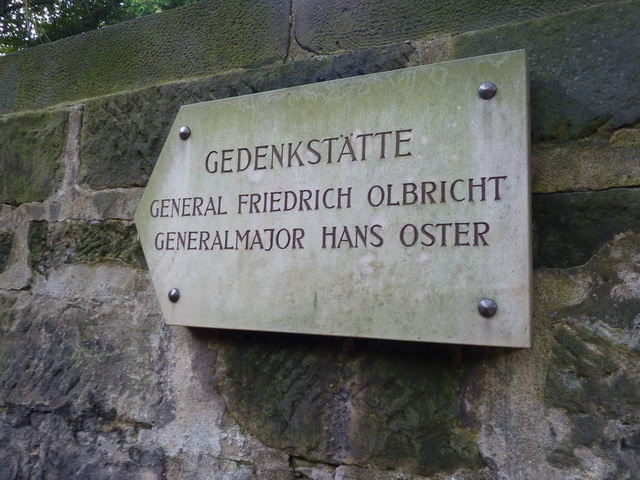 GEDENKSTÄTTE
GENERAL FRIEDRICH OLBRICHT
GENERALMAJOR HANS OSTER